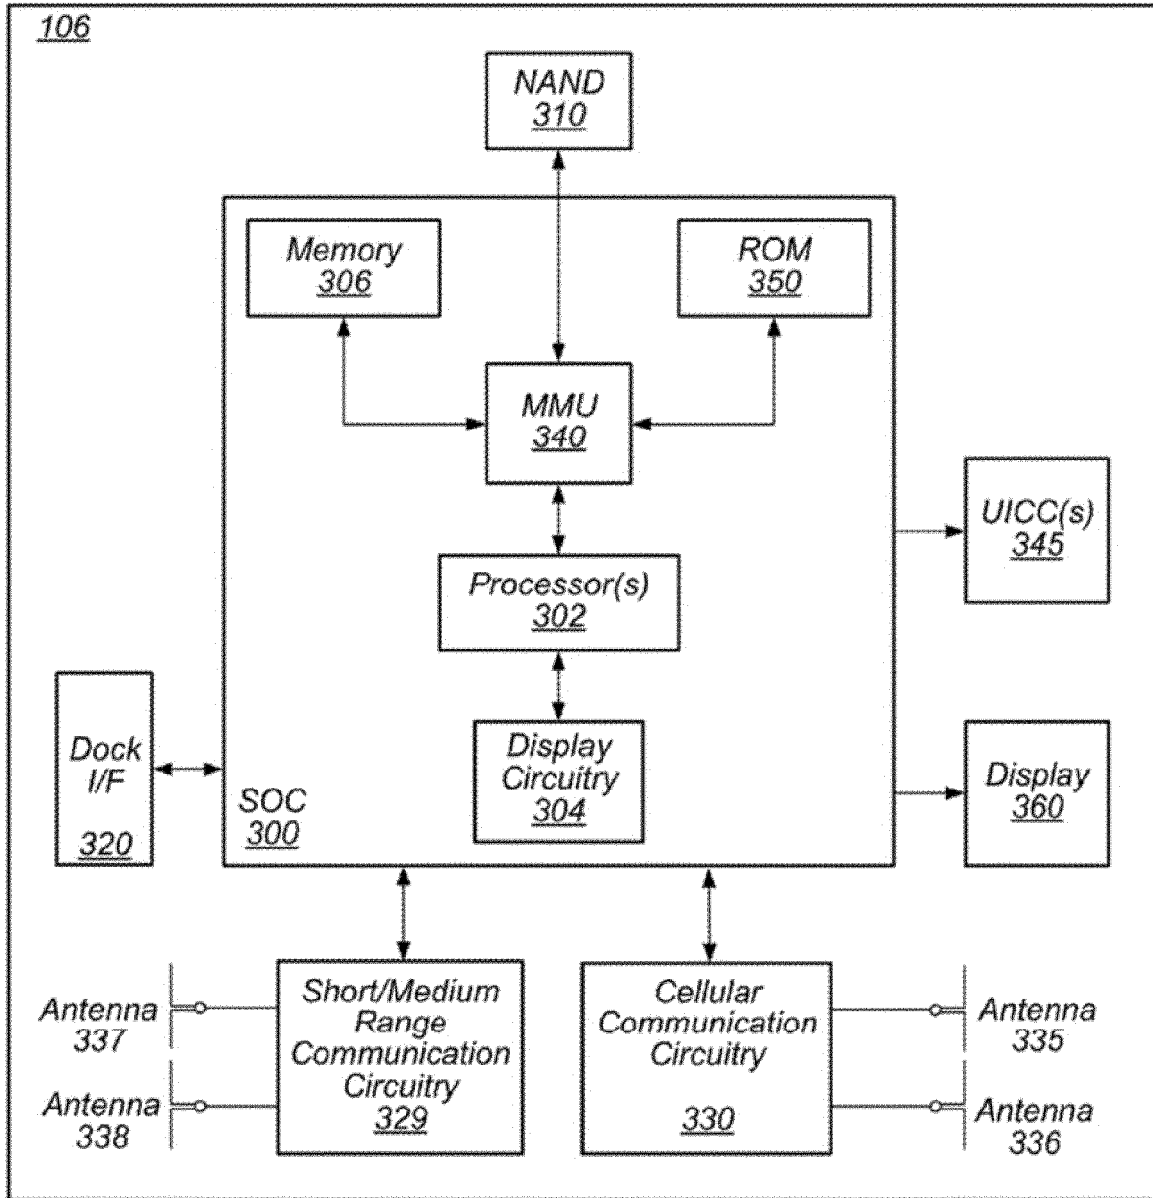 106
NAND
310
Memory
306
ROM
350
MMU
340
UICC(s)
345
Processor(s)
302
Dock
I/F
320
Display
Circuitry
304
SOC
300
Display
360
Short/Medium
Range
Communication
Circuitry
329
Cellular
Communication
Circuitry
330
Antenna
337
Antenna
338
Antenna
335
Antenna
336